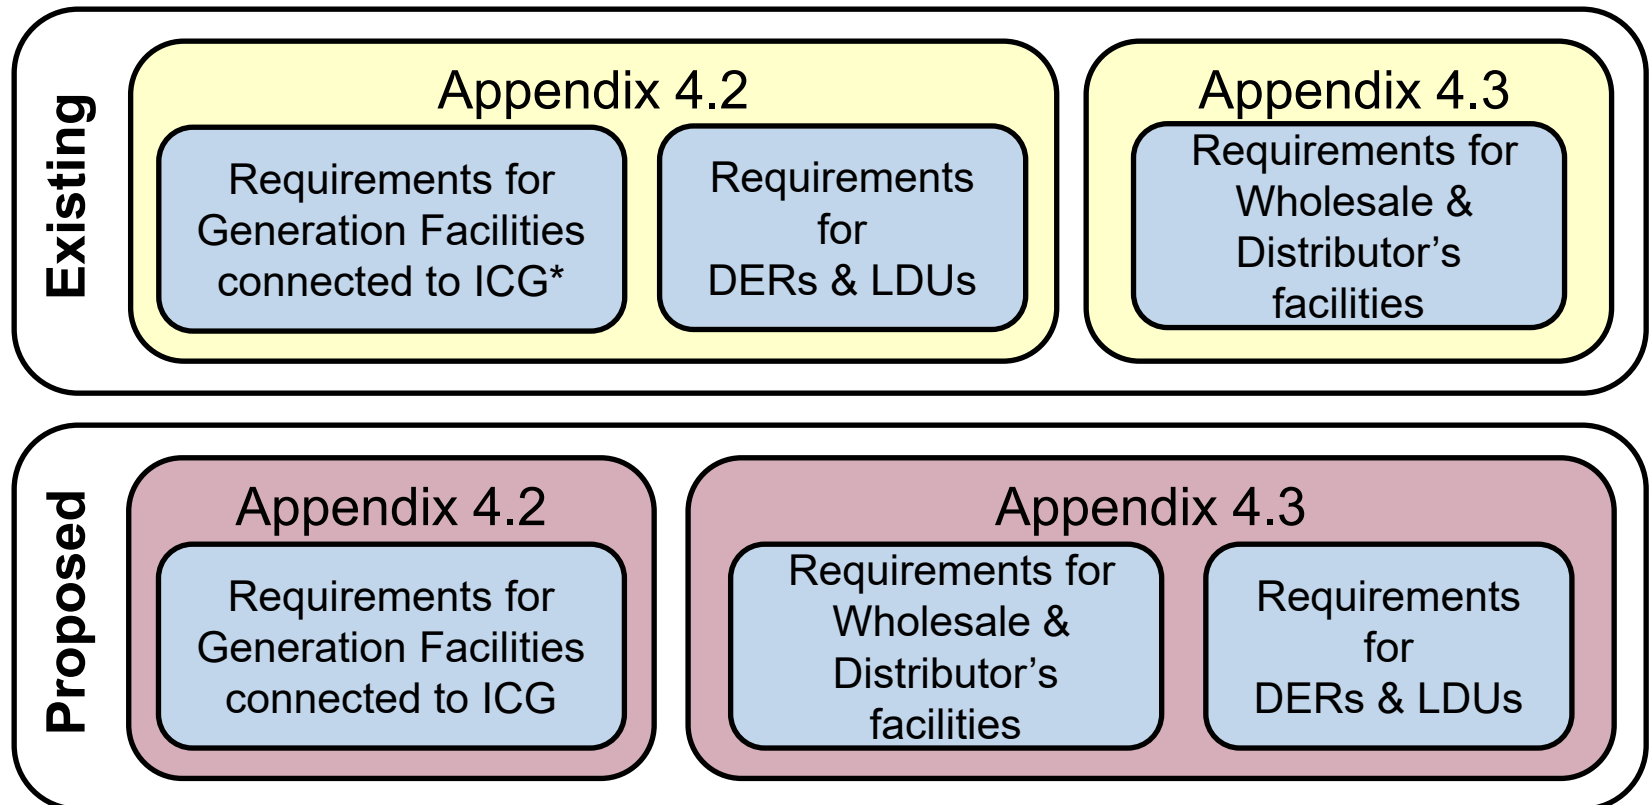 Existing
Appendix 4.2
Requirements for
Generation Facilities
connected to ICG*
Requirements
for
DERs & LDUs
Appendix 4.3
Requirements for
Wholesale &
Distributor’s
facilities
Proposed
Appendix 4.2
Requirements for
Generation Facilities
connected to ICG
Appendix 4.3
Requirements for
Wholesale &
Distributor’s
facilities
Requirements
for
DERs & LDUs